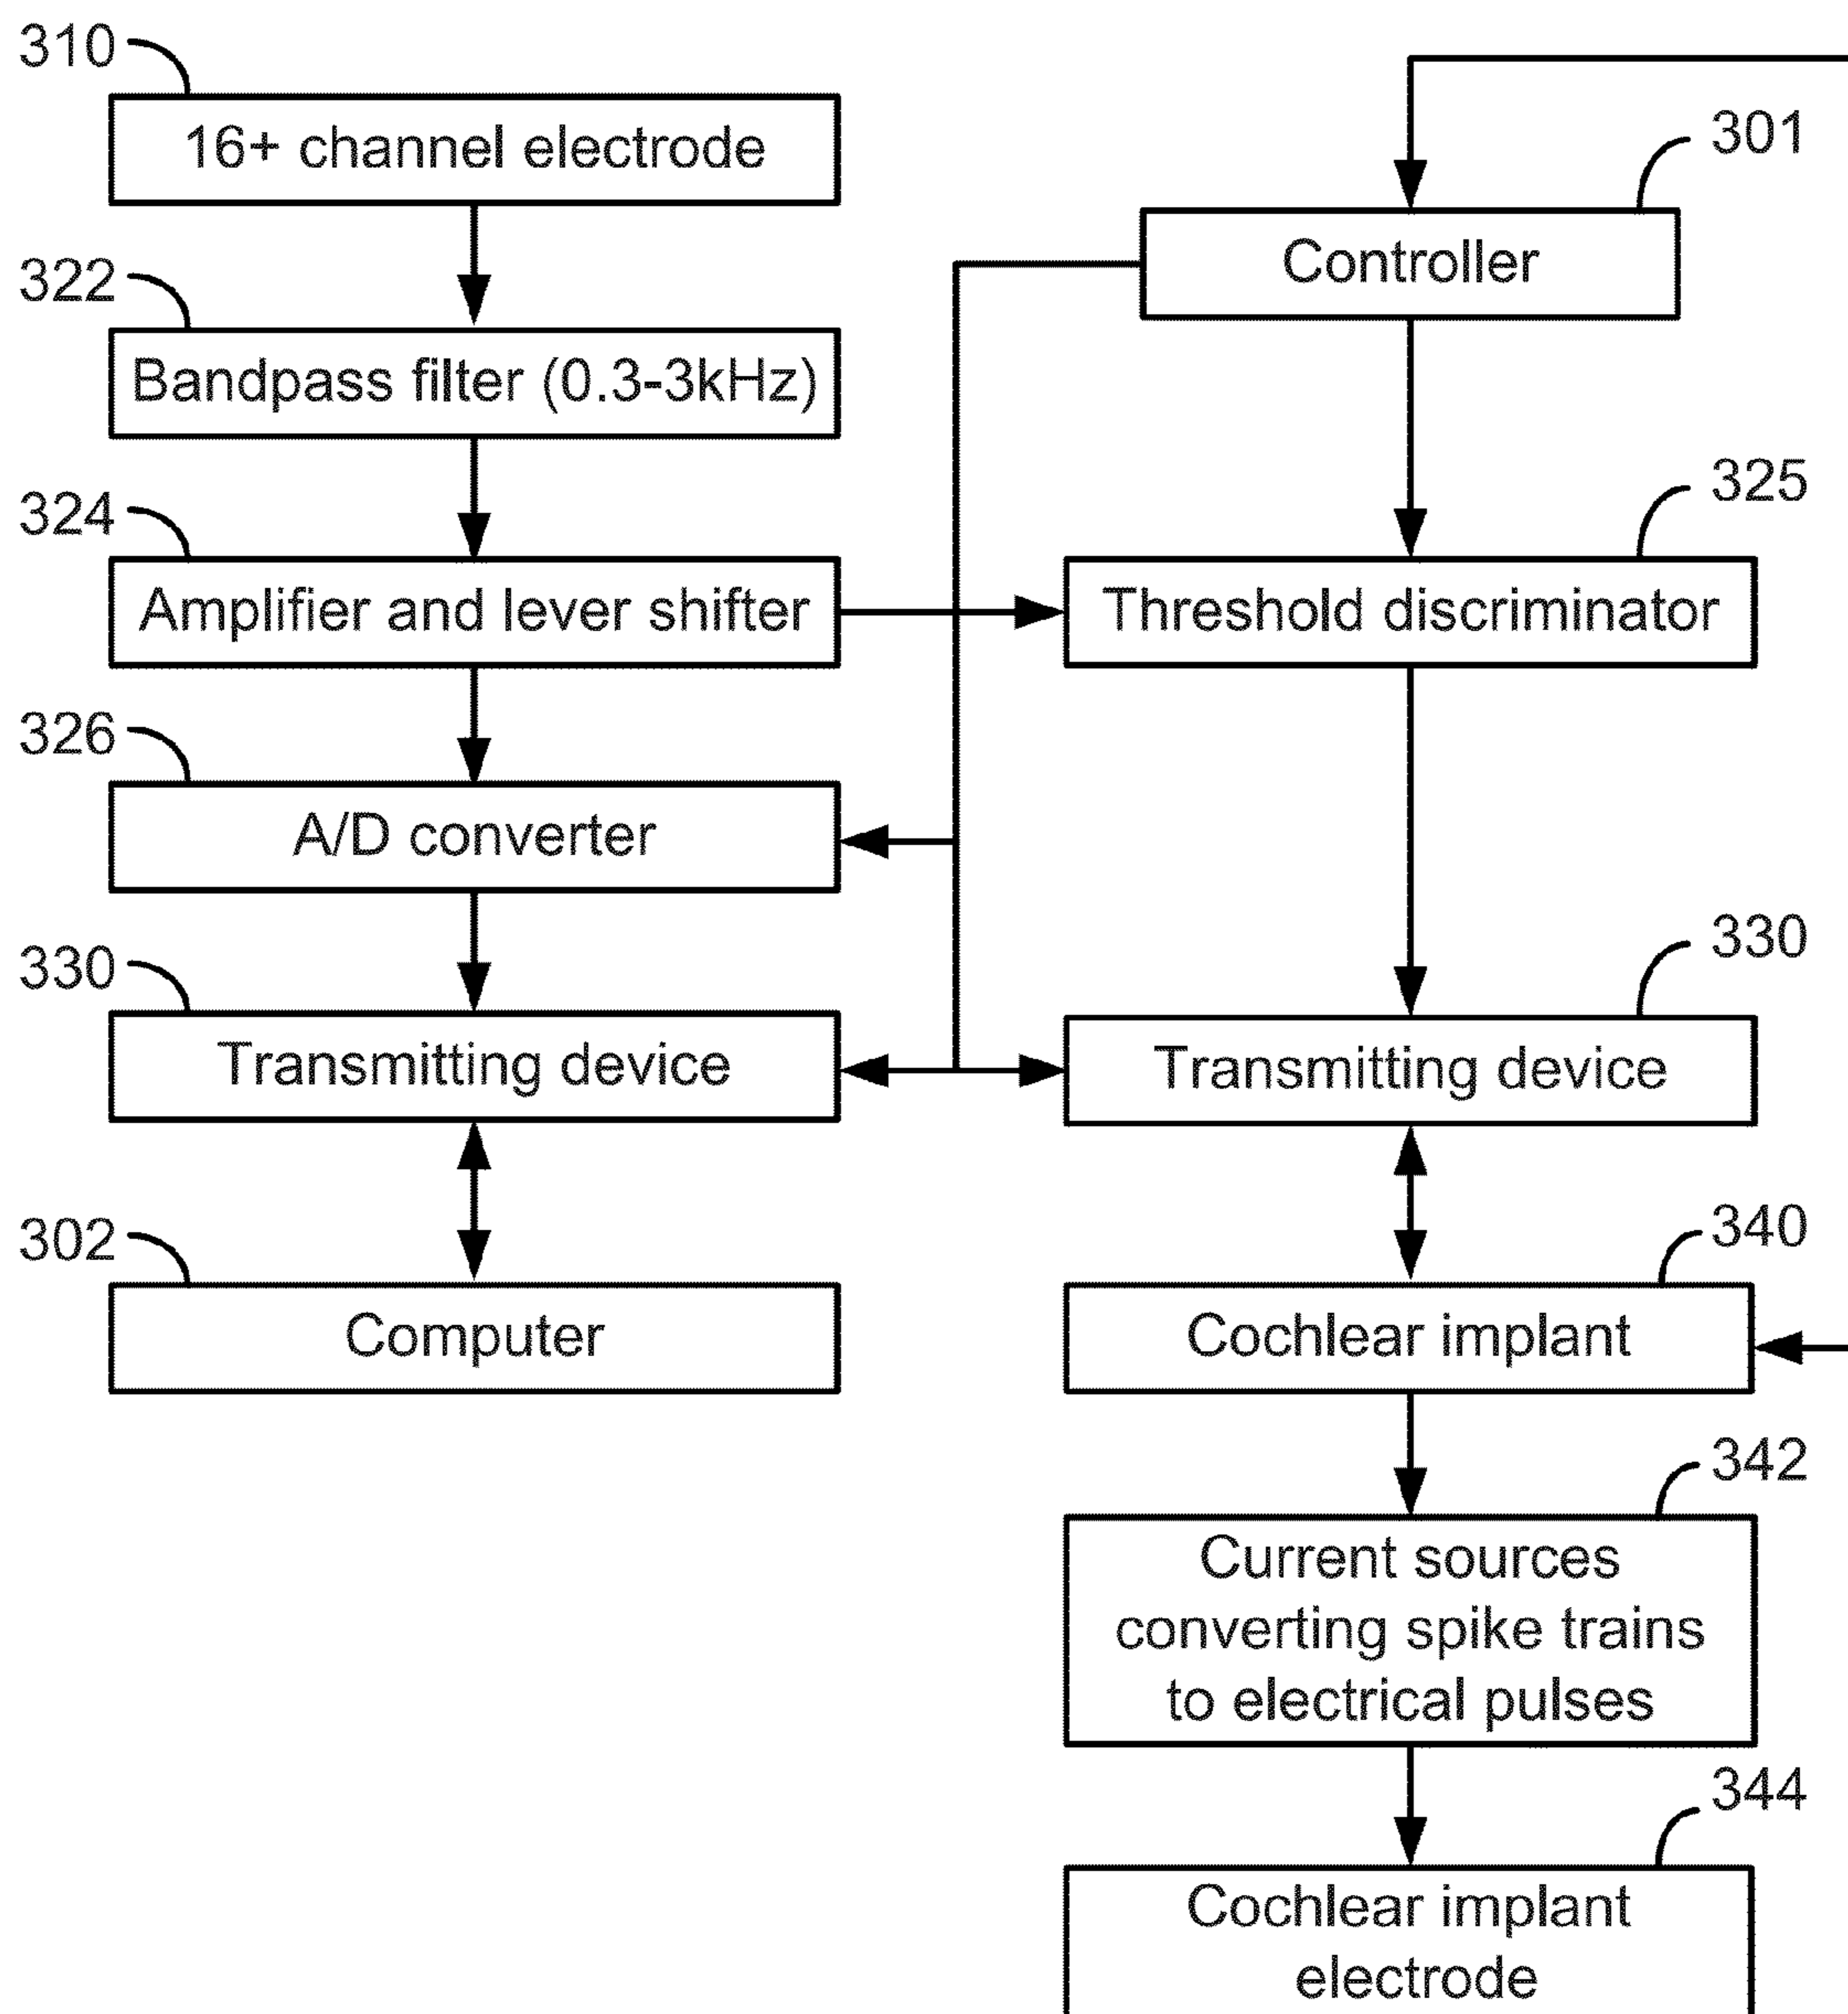 310
16+ channel electrode
322
Bandpass filter (0.3-3kHz)
324
Amplifier and lever shifter
326
A/D converter
330
Transmitting device
302
Computer
301
Controller
325
Threshold discriminator
330
Transmitting device
340
Cochlear implant
342
Current sources
converting spike trains
to electrical pulses
344
Cochlear implant
electrode